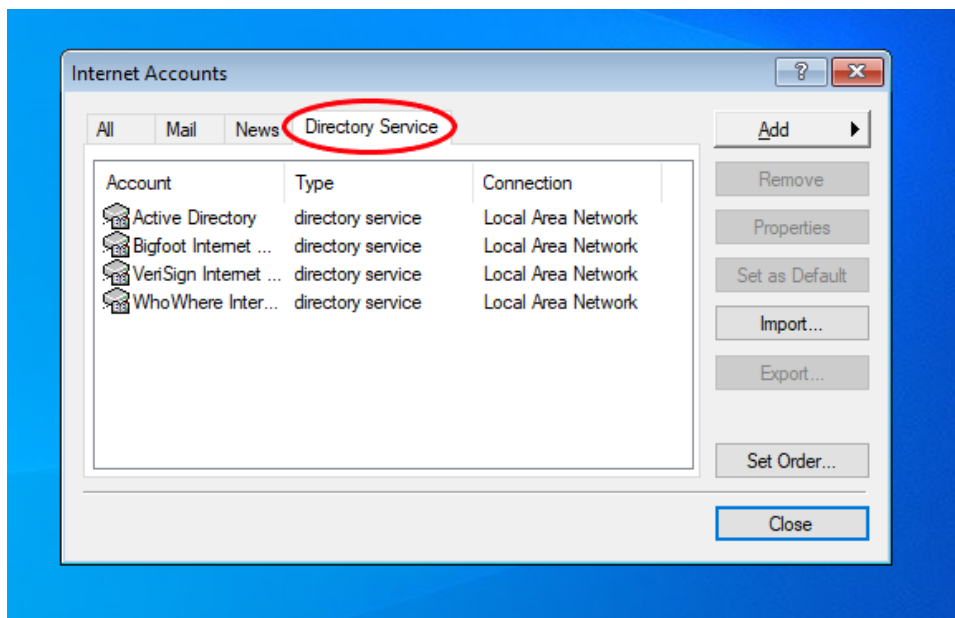 Internet Accounts
All Mail News Directory Service
Add
Account Type Connection
Remove
Active Directory directory service Local Area Network
Properties
Bigfoot Internet ... directory service Local Area Network
VeriSign Internet ... directory service Local Area Network
Set as Default
WhoWhere Inter... directory service Local Area Network
Import...
Export...
Set Order...
Close